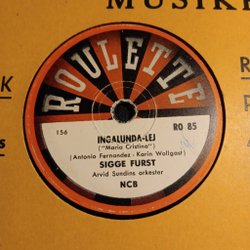 MUSIK
ROULETTE
156
RO 85
INGALUNDA-LEJ
("Maria Cristina")
(Antonio Fernandez - Karin Wollgast)
SIGGE FURST
Arvid Sundins orkester
NCB